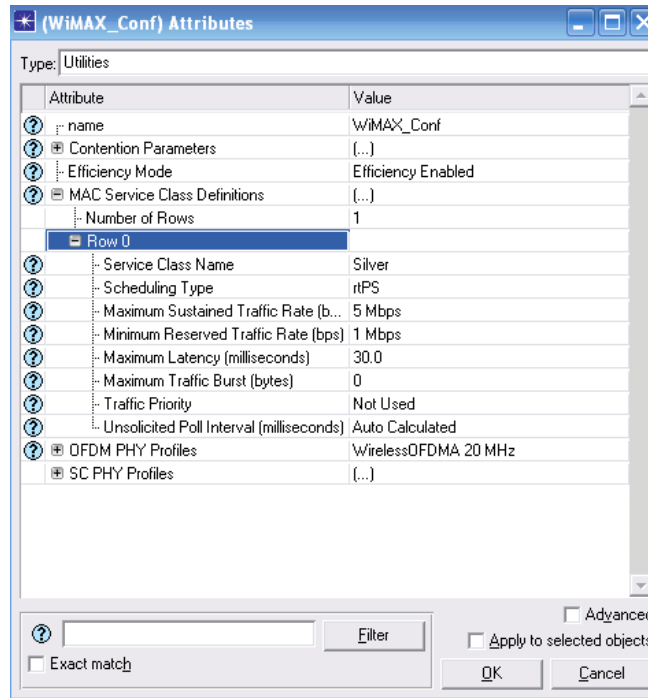 (WiMAX_Conf) Attributes
Type: Utilities
Attribute Value
name WiMAX_Conf
Contention Parameters (...)
Efficiency Mode Efficiency Enabled
MAC Service Class Definitions (...)
Number of Rows 1
Row 0
Service Class Name Silver
Scheduling Type rtPS
Maximum Sustained Traffic Rate (b... 5 Mbps
Minimum Reserved Traffic Rate (bps) 1 Mbps
Maximum Latency (milliseconds) 30.0
Maximum Traffic Burst (bytes) 0
Traffic Priority Not Used
Unsolicited Poll Interval (milliseconds) Auto Calculated
OFDM PHY Profiles WirelessOFDMA 20 MHz
SC PHY Profiles (...)
Advanced
Filter
Apply to selected objects
Exact match
OK Cancel